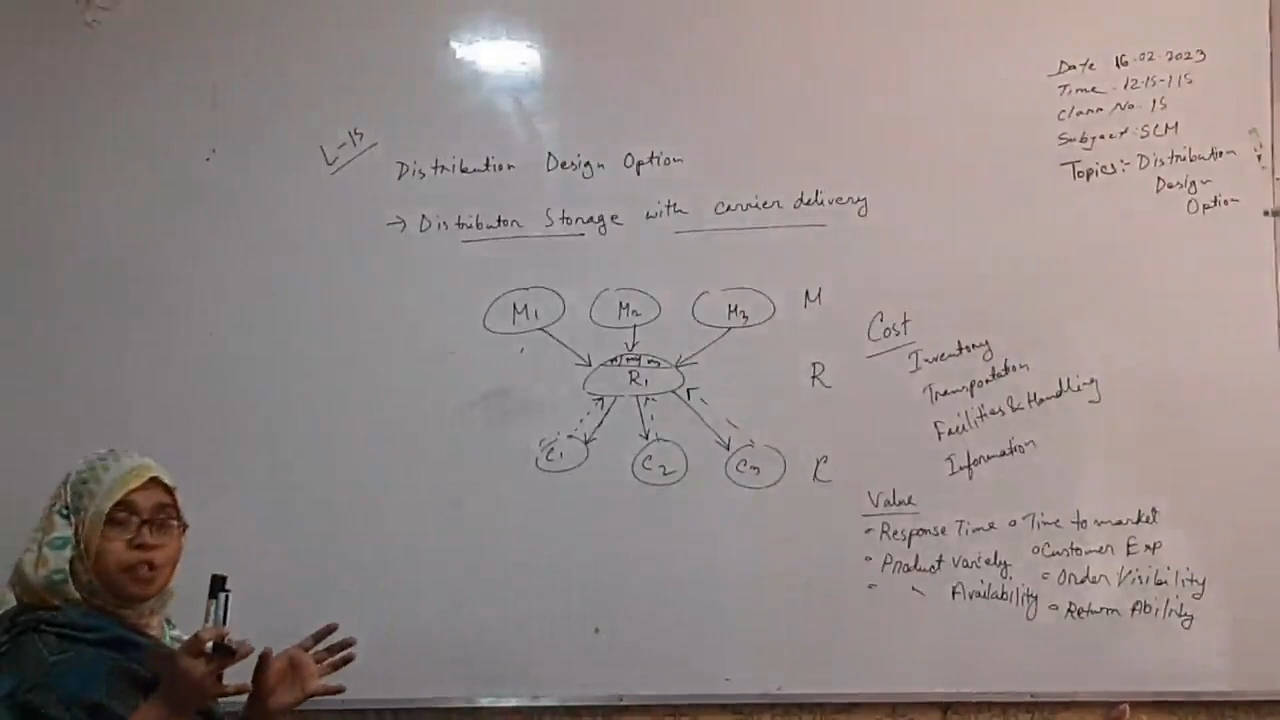 Date 16.02.2023
Time. 12.15-1.15
Class No. 15
Subject: SCM
Topics:- Distribution
Design
Option
L-15
Distribution Design Option
→ Distributor Storage with carrier delivery
M1 M2 M3 M
R1 R
C1 C2 C3 C
Cost
Inventory
Transportation
Facilities & Handling
Information
Value
- Response Time o Time to market
o Product Variety o Customer Exp
o " Availability o Order Visibility
o Return Ability